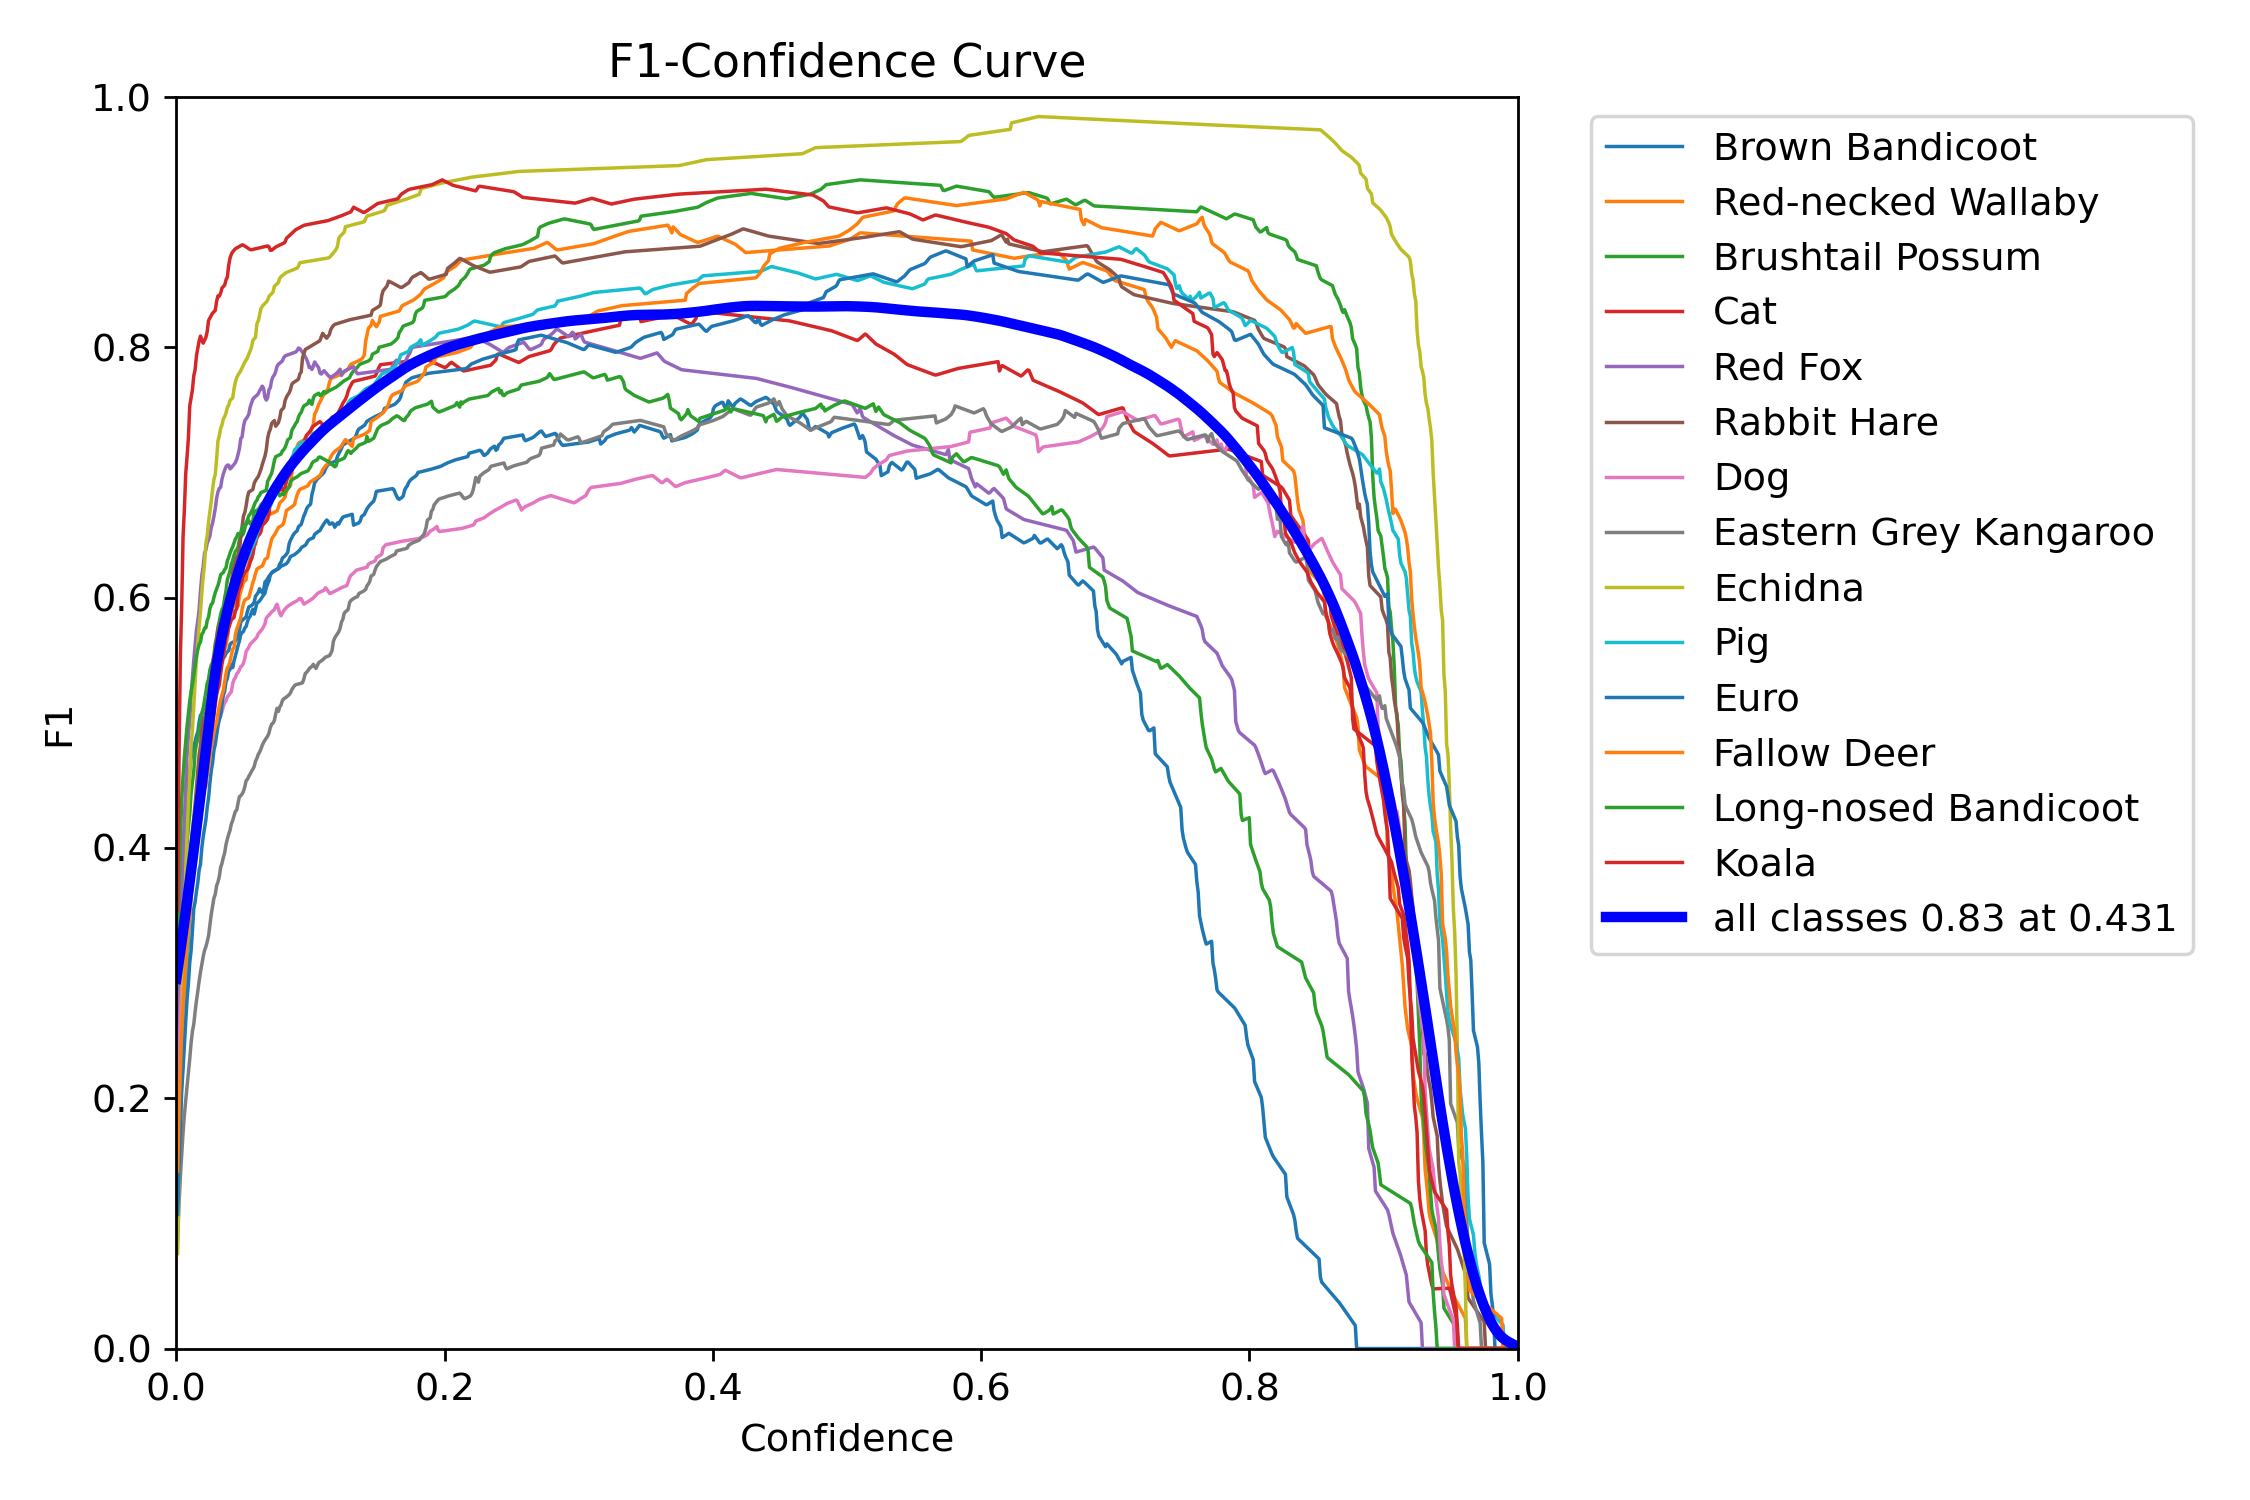 F1-Confidence Curve
1.0
0.8
0.6
0.4
0.2
0.0
F1
0.0 0.2 0.4 0.6 0.8 1.0
Confidence
Brown Bandicoot
Red-necked Wallaby
Brushtail Possum
Cat
Red Fox
Rabbit Hare
Dog
Eastern Grey Kangaroo
Echidna
Pig
Euro
Fallow Deer
Long-nosed Bandicoot
Koala
all classes 0.83 at 0.431